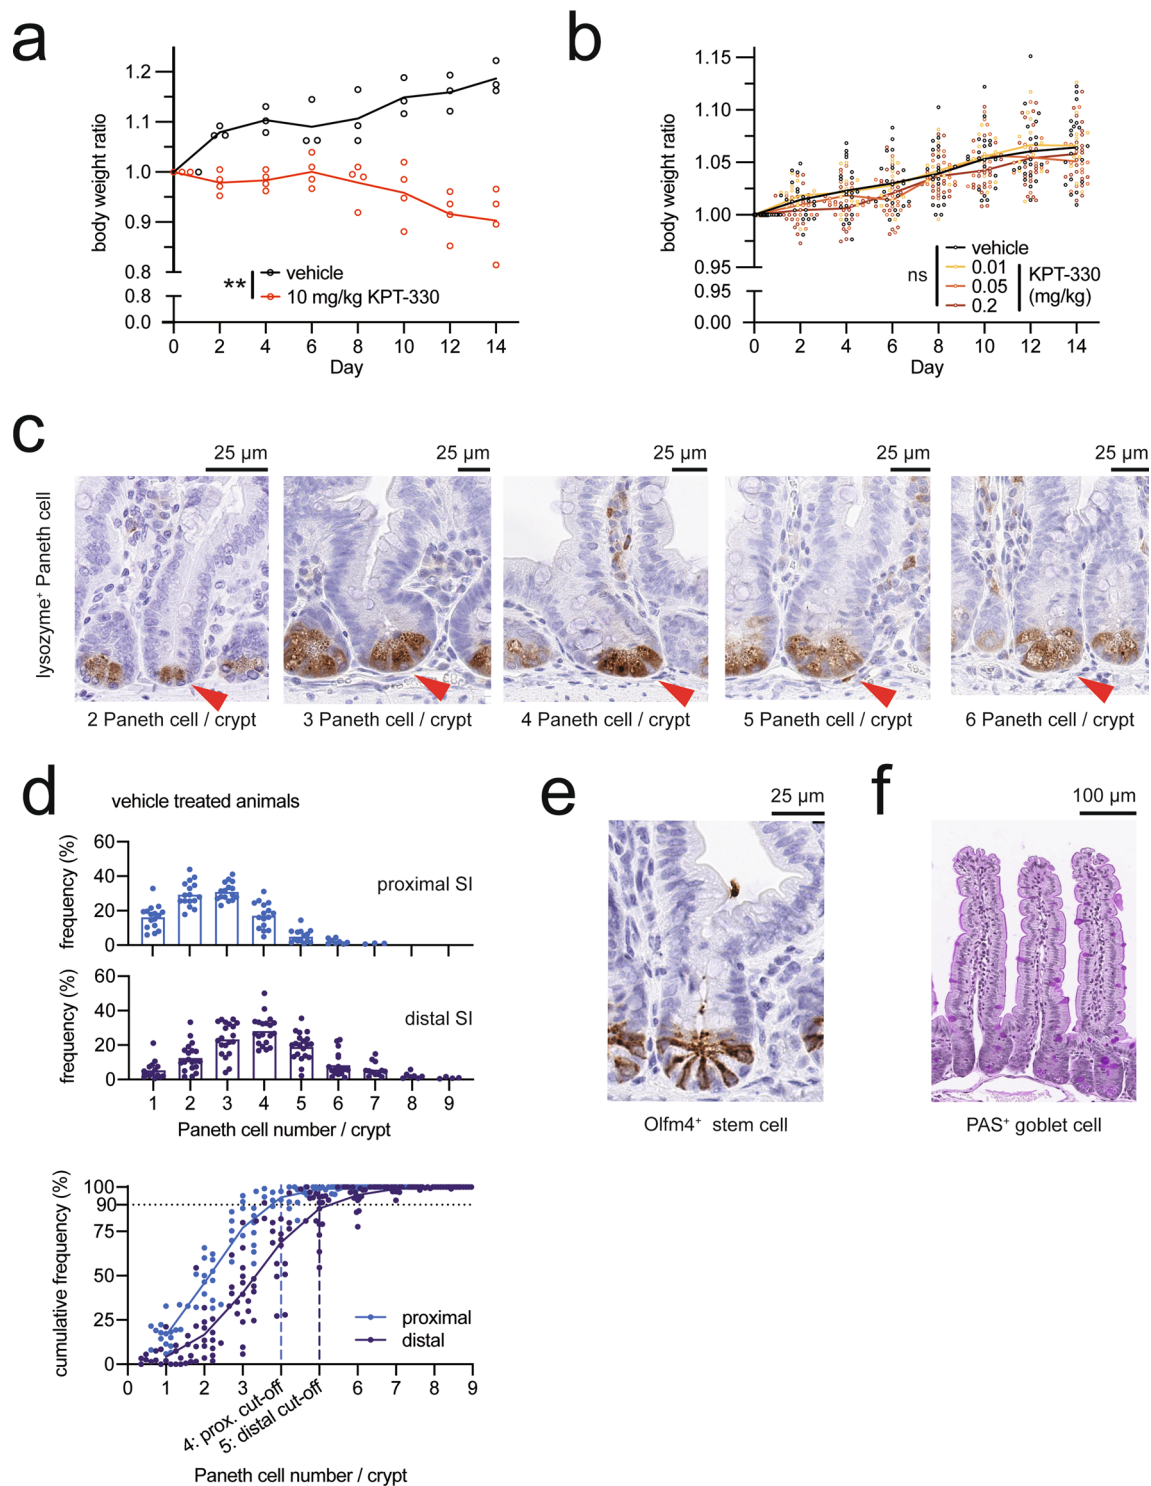 a
body weight ratio
1.2
1.1
1.0
0.9
0.8
0.8
0.0
** vehicle
10 mg/kg KPT-330
0 2 4 6 8 10 12 14
Day
b
body weight ratio
1.15
1.10
1.05
1.00
0.95
0.95
0.00
ns
vehicle
0.01
0.05
0.2
KPT-330
(mg/kg)
0 2 4 6 8 10 12 14
Day
c
lysozyme+ Paneth cell
25 µm 25 µm 25 µm 25 µm 25 µm
2 Paneth cell / crypt 3 Paneth cell / crypt 4 Paneth cell / crypt 5 Paneth cell / crypt 6 Paneth cell / crypt
d
vehicle treated animals
frequency (%)
60
40
20
0
proximal SI
frequency (%)
60
40
20
0
distal SI
1 2 3 4 5 6 7 8 9
Paneth cell number / crypt
cumulative frequency (%)
100
90
75
50
25
0
proximal
distal
0 1 2 3 4: prox. cut-off 5: distal cut-off 6 7 8 9
Paneth cell number / crypt
e
25 µm
Olfm4+ stem cell
f
100 µm
PAS+ goblet cell